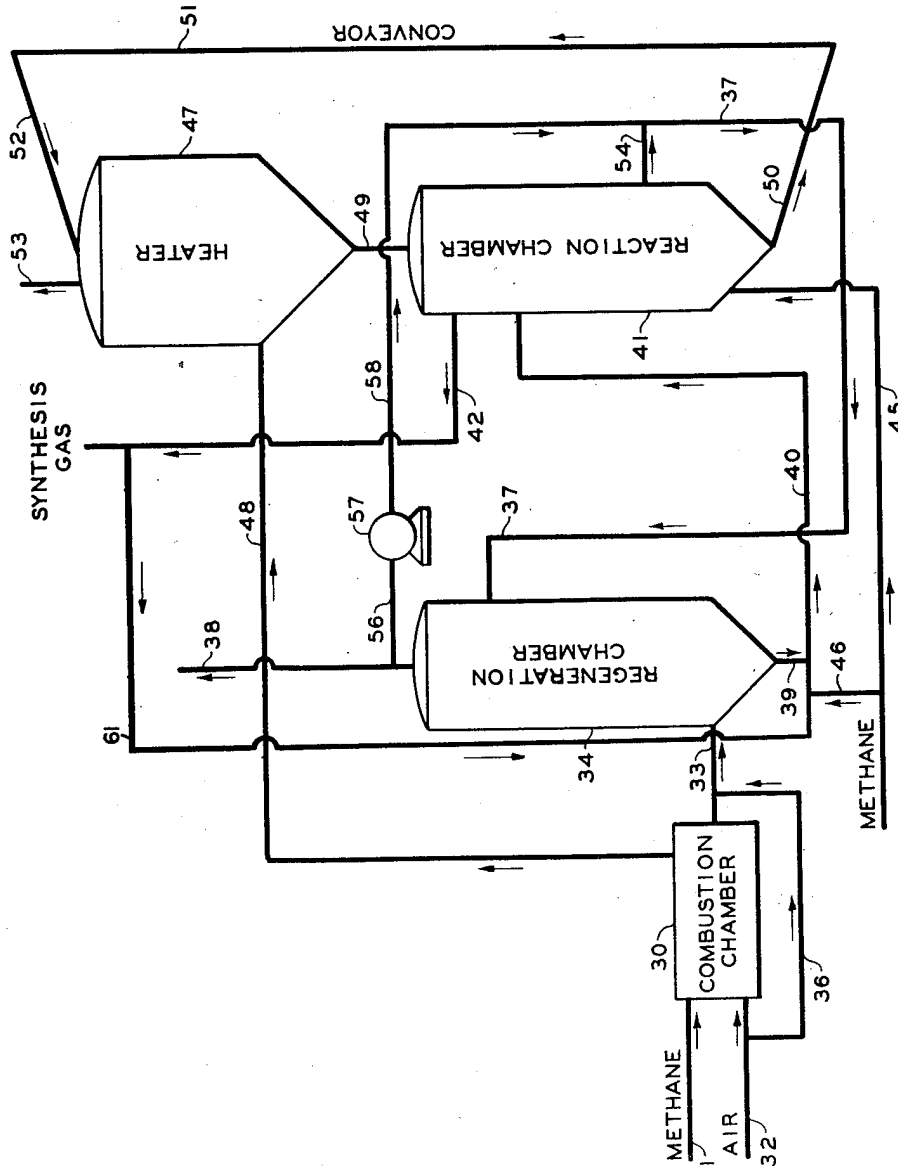 51
CONVEYOR
52
53
47
HEATER
37
54
49
50
REACTION CHAMBER
SYNTHESIS
GAS
58
41
42
48
57
40
45
37
56
38
REGENERATION
CHAMBER
39
46
61
34
33
METHANE
30
COMBUSTION
CHAMBER
36
METHANE
1
AIR
32